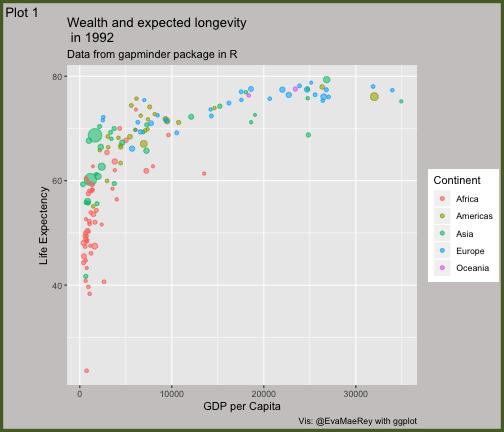 Plot 1
Wealth and expected longevity
in 1992
Data from gapminder package in R
80
60
40
Life Expectency
0
10000
20000
30000
GDP per Capita
Continent
Africa
Americas
Asia
Europe
Oceania
Vis: @EvaMaeRey with ggplot